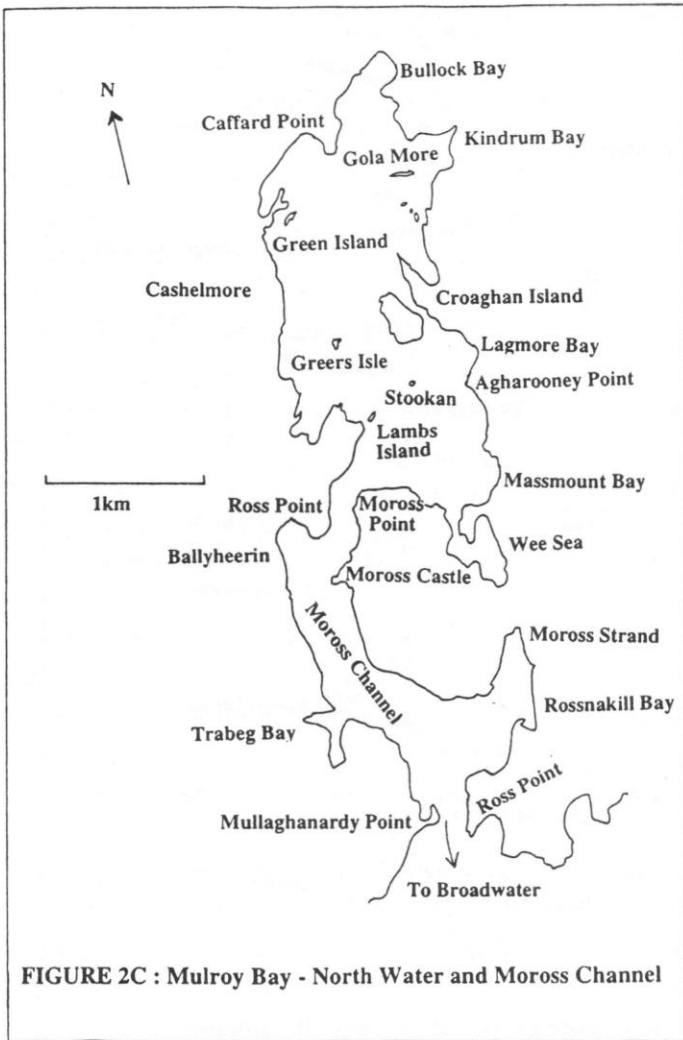 Bullock Bay
N
Caffard Point
Kindrum Bay
Gola More
Green Island
Cashelmore
Croaghan Island
Lagmore Bay
Greers Isle
Agharooney Point
Stookan
Lambs
Island
1km
Massmount Bay
Ross Point
Moross
Point
Wee Sea
Ballyheerin
Moross Castle
Moross Channel
Moross Strand
Rossnakill Bay
Trabeg Bay
Ross Point
Mullaghanardy Point
To Broadwater
FIGURE 2C : Mulroy Bay - North Water and Moross Channel